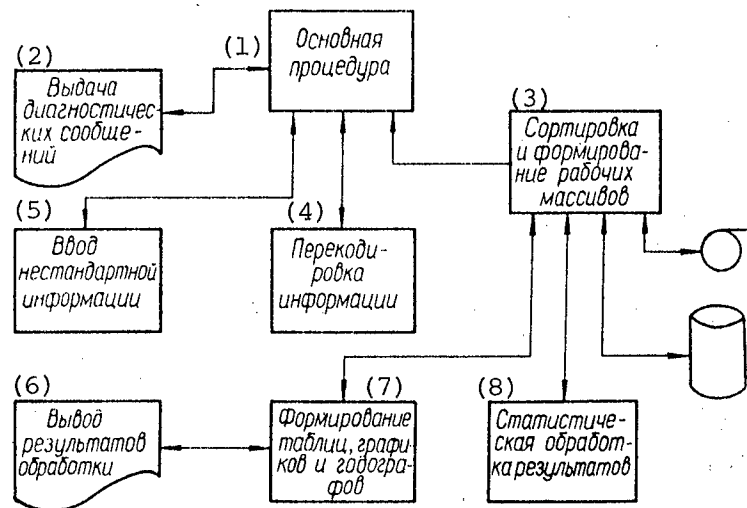 (1)
Основная
процедура
(2)
Выдача
диагностичес-
ких сообще-
ний
(3)
Сортировка
и формирова-
ние рабочих
массивов
(5)
Ввод
нестандартной
информации
(4)
Перекоди-
ровка
информации
(6)
Вывод
результатов
обработки
(7)
Формирование
таблиц, графи-
ков и годогра-
фов
(8)
Статистиче-
ская обработ-
ка результатов